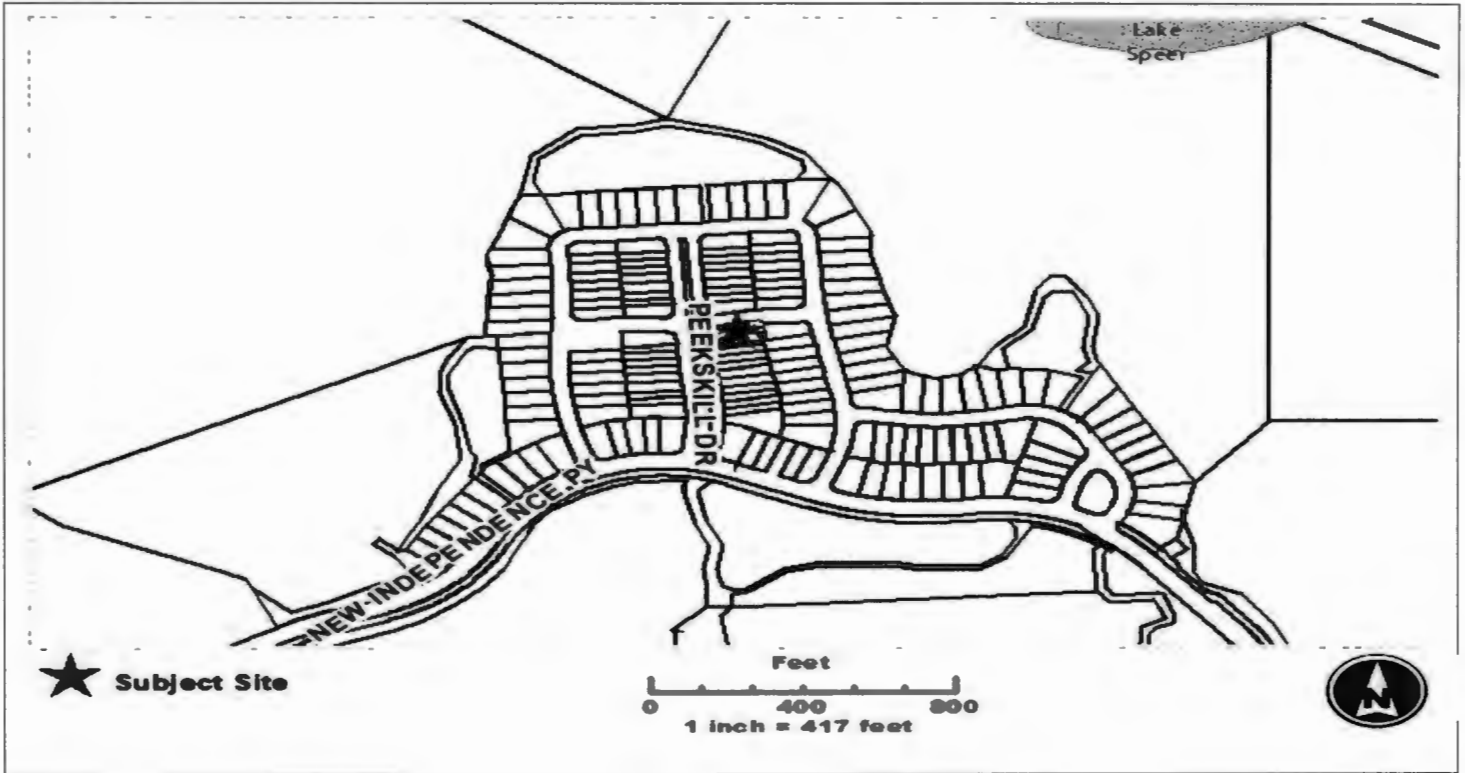 Lake
Speer
PEEKSKILL DR
NEW-INDEPENDENCE PY
Subject Site
Feet
0 400 800
1 inch = 417 feet
N